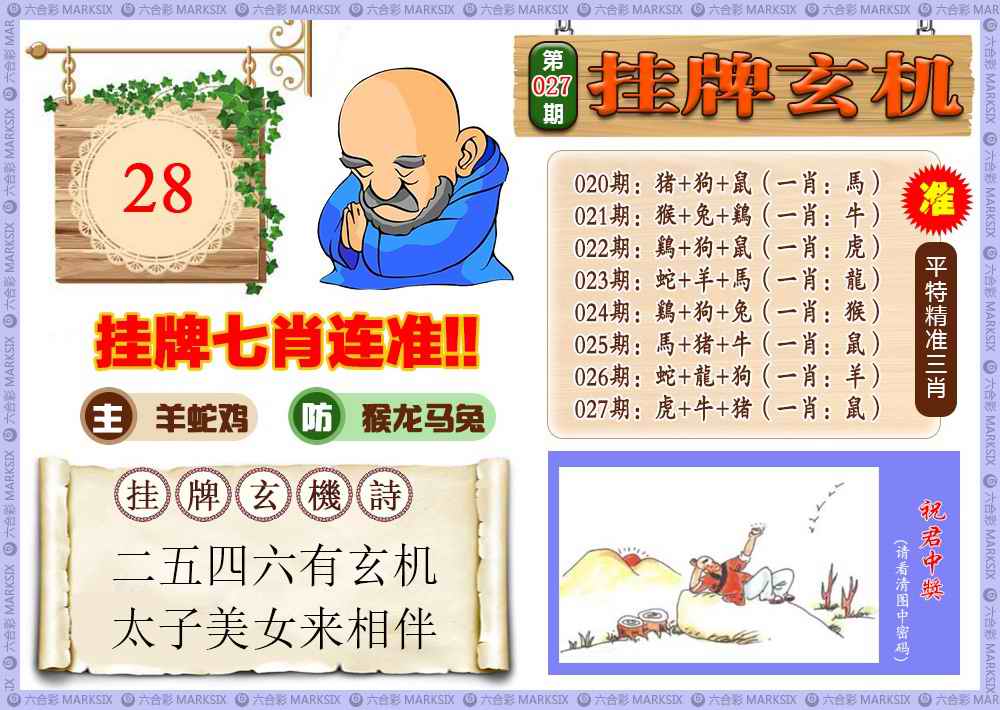 六合彩 MARKSIX
28
挂牌七肖连准!!
主 羊蛇鸡
防 猴龙马兔
挂牌玄機詩
二五四六有玄机
太子美女来相伴
第027期
挂牌玄机
020期：猪+狗+鼠（一肖：馬）
021期：猴+兔+鷄（一肖：牛）
022期：鷄+狗+鼠（一肖：虎）
023期：蛇+羊+馬（一肖：龍）
024期：鷄+狗+兔（一肖：猴）
025期：馬+猪+牛（一肖：鼠）
026期：蛇+龍+狗（一肖：羊）
027期：虎+牛+猪（一肖：鼠）
准
平特精准三肖
祝君中獎
(请看清图中密码)